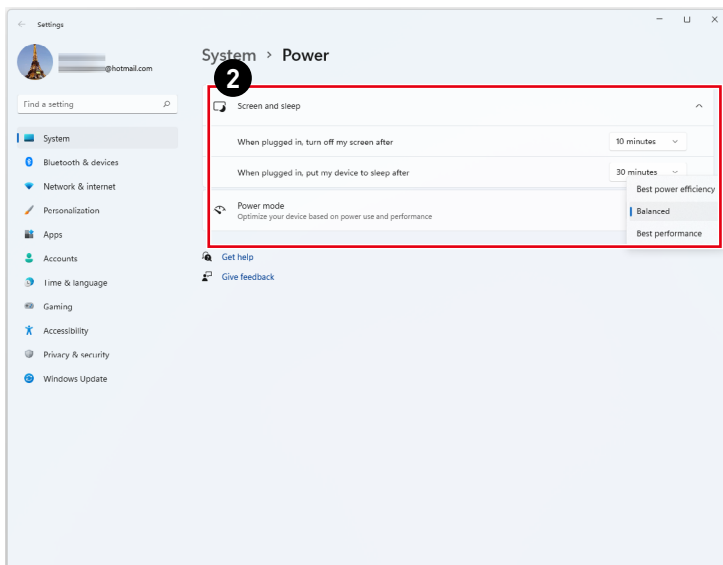 Settings
@hotmail.com
Find a setting
System
Bluetooth & devices
Network & internet
Personalization
Apps
Accounts
Time & language
Gaming
Accessibility
Privacy & security
Windows Update
System > Power
2
Screen and sleep
When plugged in, turn off my screen after
10 minutes
When plugged in, put my device to sleep after
30 minutes
Power mode
Optimize your device based on power use and performance
Best power efficiency
Balanced
Best performance
Get help
Give feedback